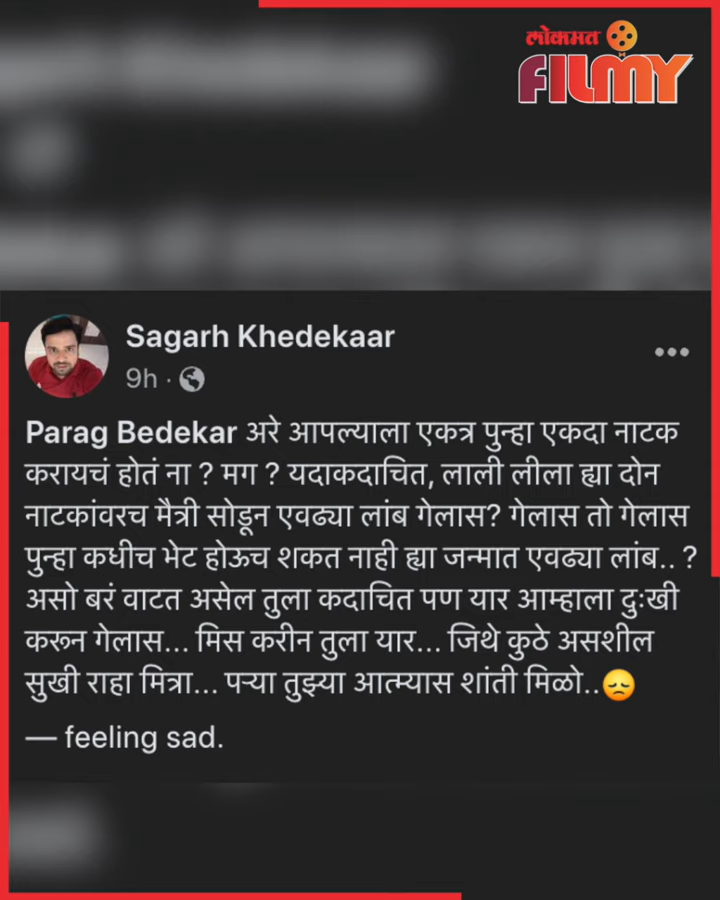 लोकमत
FILMY
Sagarh Khedekaar
9h ·
Parag Bedekar अरे आपल्याला एकत्र पुन्हा एकदा नाटक
करायचं होतं ना ? मग ? यदाकदाचित, लाली लीला ह्या दोन
नाटकांवरच मैत्री सोडून एवढ्या लांब गेलास? गेलास तो गेलास
पुन्हा कधीच भेट होऊच शकत नाही ह्या जन्मात एवढ्या लांब.. ?
असो बरं वाटत असेल तुला कदाचित पण यार आम्हाला दुःखी
करून गेलास... मिस करीन तुला यार... जिथे कुठे असशील
सुखी राहा मित्रा... पऱ्या तुझ्या आत्म्यास शांती मिळो..😞
— feeling sad.